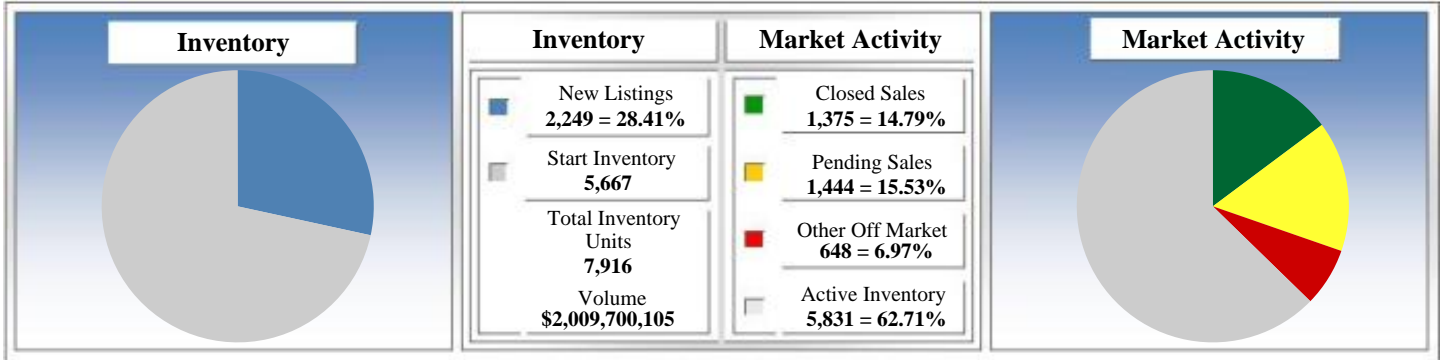 Inventory
Inventory
New Listings
2,249 = 28.41%
Start Inventory
5,667
Total Inventory
Units
7,916
Volume
$2,009,700,105
Market Activity
Closed Sales
1,375 = 14.79%
Pending Sales
1,444 = 15.53%
Other Off Market
648 = 6.97%
Active Inventory
5,831 = 62.71%
Market Activity